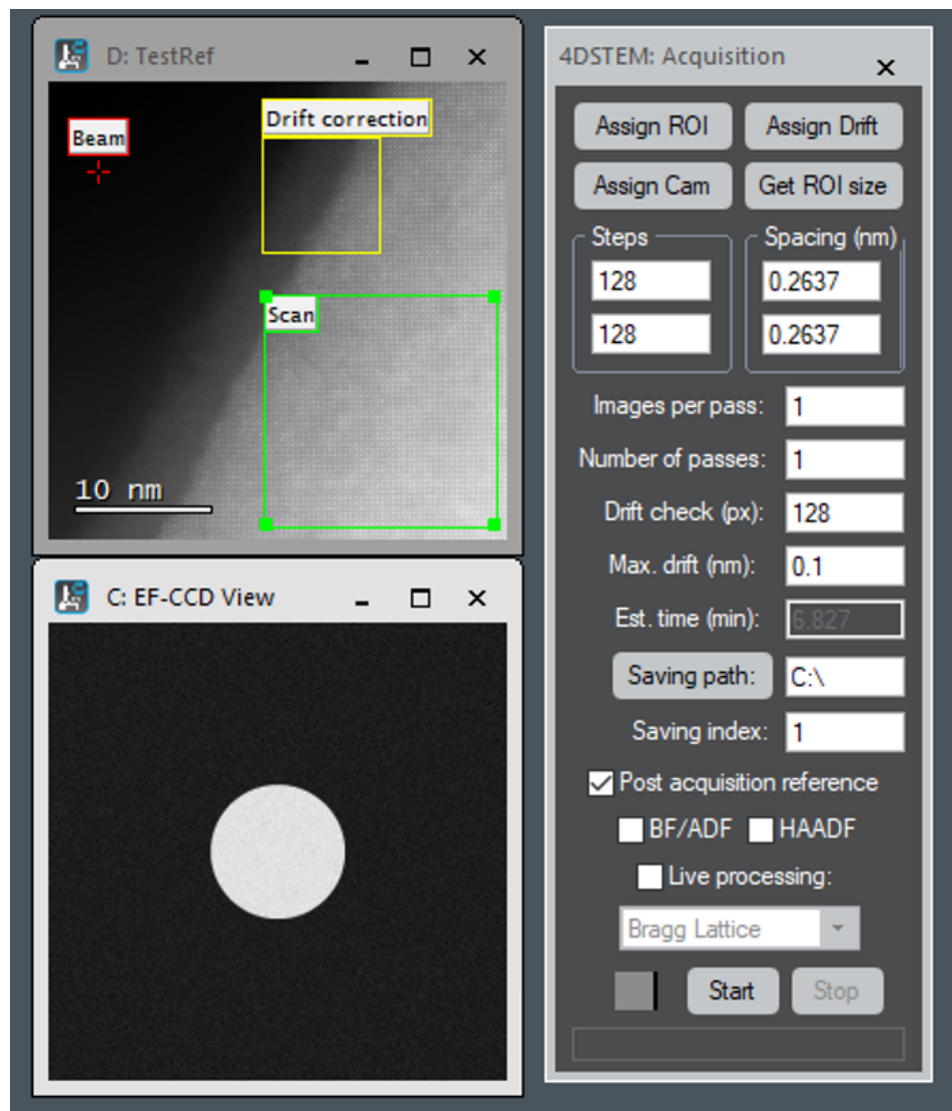 D: TestRef
Drift correction
Beam
Scan
10 nm
C: EF-CCD View
4DSTEM: Acquisition
Assign ROI Assign Drift
Assign Cam Get ROI size
Steps Spacing (nm)
128 0.2637
128 0.2637
Images per pass: 1
Number of passes: 1
Drift check (px): 128
Max. drift (nm): 0.1
Est. time (min): 6.827
Saving path: C:\
Saving index: 1
Post acquisition reference
BF/ADF HAADF
Live processing:
Bragg Lattice
Start Stop